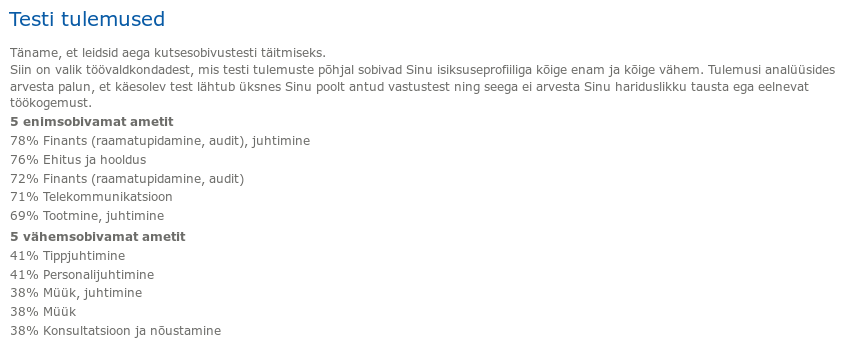 Testi tulemused
Täname, et leidsid aega kutsesobivustesti täitmiseks.
Siin on valik töövaldkondadest, mis testi tulemuste põhjal sobivad Sinu isiksuseprofiiliga kõige enam ja kõige vähem. Tulemusi analüüsides
arvesta palun, et käesolev test lähtub üksnes Sinu poolt antud vastustest ning seega ei arvesta Sinu hariduslikku tausta ega eelnevat
töökogemust.
5 enimsobivamat ametit
78% Finants (raamatupidamine, audit), juhtimine
76% Ehitus ja hooldus
72% Finants (raamatupidamine, audit)
71% Telekommunikatsioon
69% Tootmine, juhtimine
5 vähemsobivamat ametit
41% Tippjuhtimine
41% Personalijuhtimine
38% Müük, juhtimine
38% Müük
38% Konsultatsioon ja nõustamine